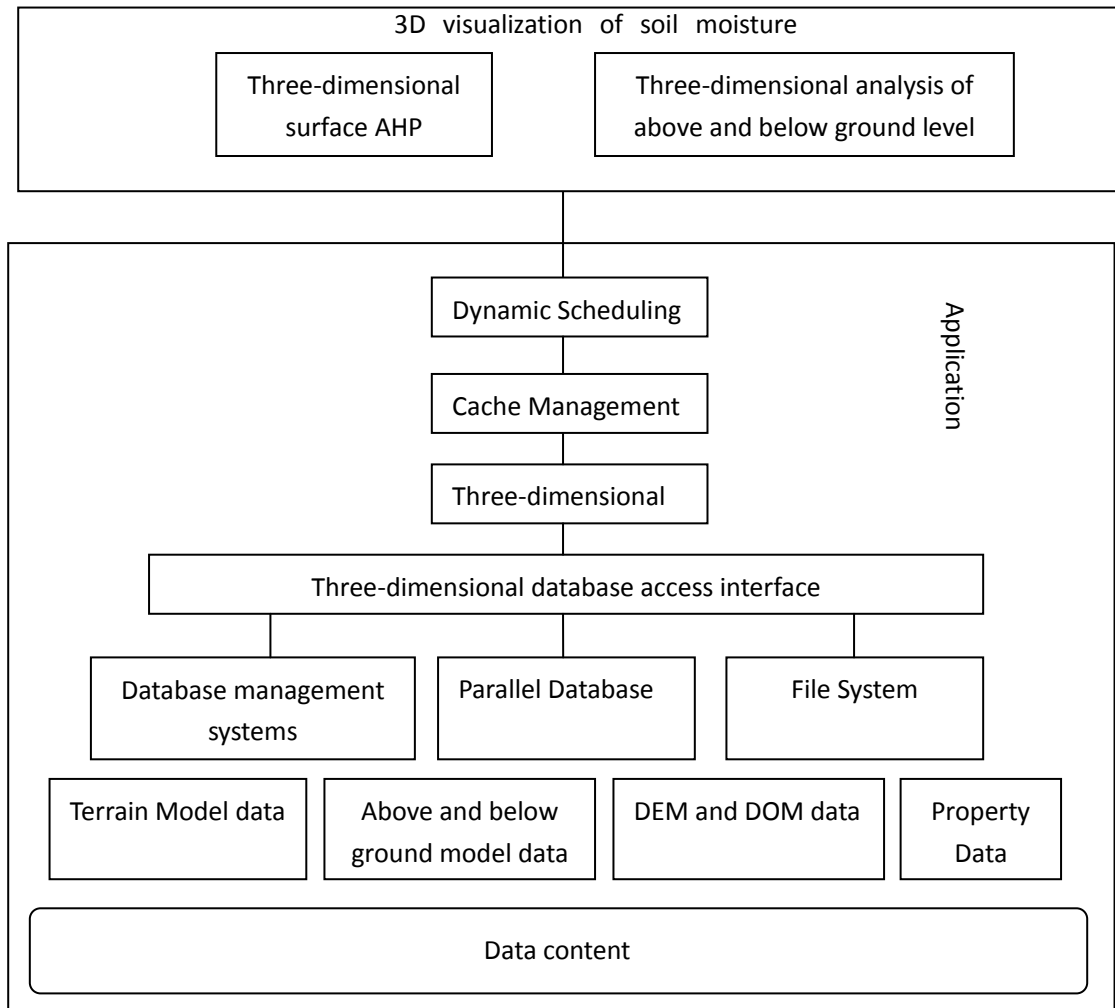 3D visualization of soil moisture
Three-dimensional
surface AHP
Three-dimensional analysis of
above and below ground level
Dynamic Scheduling
Application
Cache Management
Three-dimensional
Three-dimensional database access interface
Database management
systems
Parallel Database
File System
Terrain Model data
Above and below
ground model data
DEM and DOM data
Property
Data
Data content